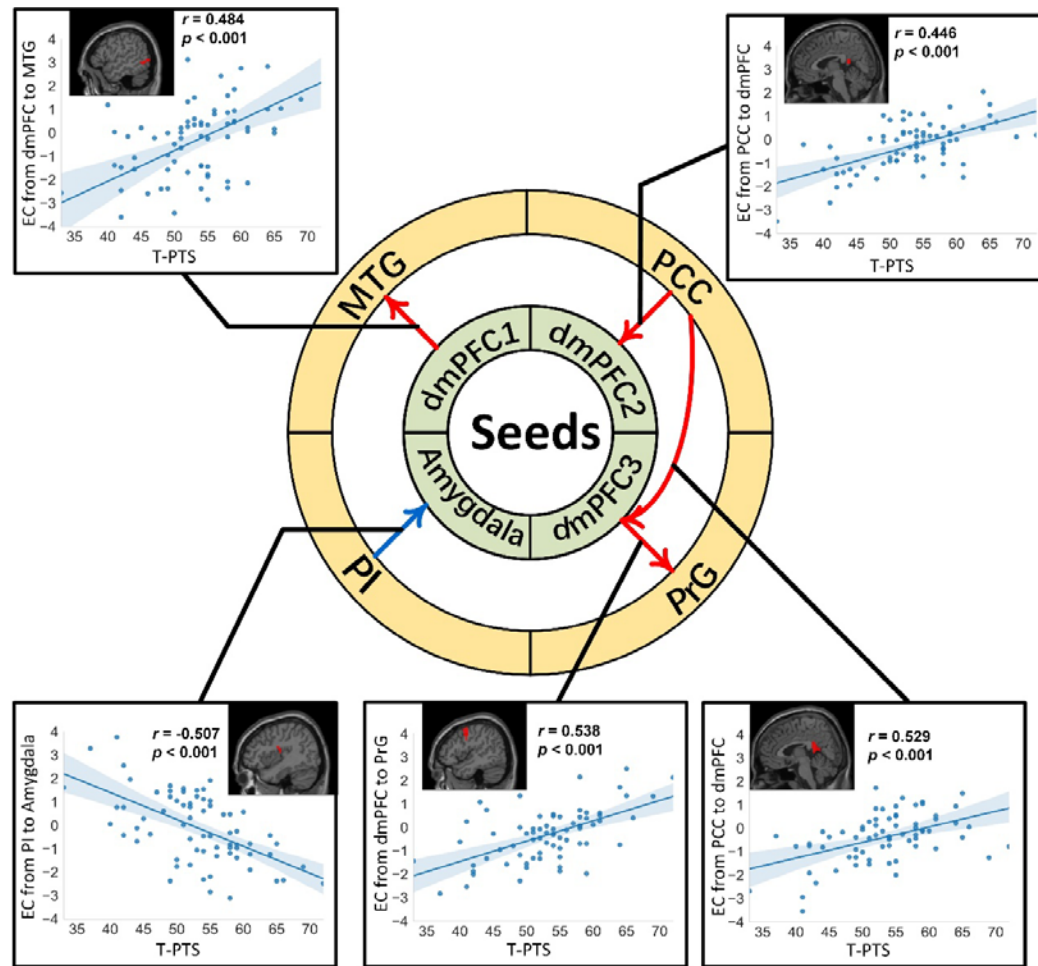 r = 0.484
p < 0.001
EC from dmPFC to MTG
4
3
2
1
0
−1
−2
−3
−4
35 40 45 50 55 60 65 70
T-PTS
r = 0.446
p < 0.001
EC from PCC to dmPFC
4
3
2
1
0
−1
−2
−3
−4
35 40 45 50 55 60 65 70
T-PTS
MTG
PCC
dmPFC1
dmPFC2
Seeds
Amygdala
dmPFC3
PI
PrG
r = -0.507
p < 0.001
EC from PI to Amygdala
4
3
2
1
0
−1
−2
−3
−4
35 40 45 50 55 60 65 70
T-PTS
r = 0.538
p < 0.001
EC from dmPFC to PrG
4
3
2
1
0
−1
−2
−3
−4
35 40 45 50 55 60 65 70
T-PTS
r = 0.529
p < 0.001
EC from PCC to dmPFC
4
3
2
1
0
−1
−2
−3
−4
35 40 45 50 55 60 65 70
T-PTS